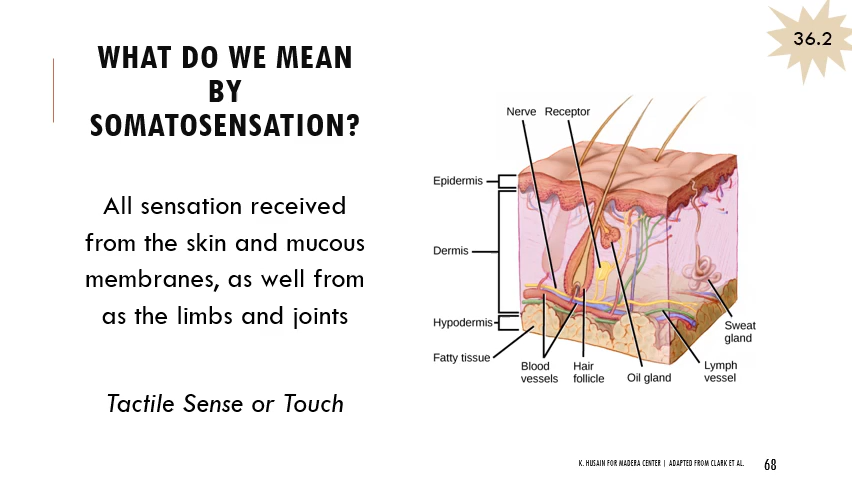 36.2
WHAT DO WE MEAN
BY
SOMATOSENSATION?
All sensation received
from the skin and mucous
membranes, as well from
as the limbs and joints
Tactile Sense or Touch
Nerve Receptor
Epidermis
Dermis
Hypodermis
Fatty tissue
Blood
vessels
Hair
follicle
Oil gland
Lymph
vessel
Sweat
gland
K. HUSAIN FOR MADERA CENTER | ADAPTED FROM CLARK ET AL.
68